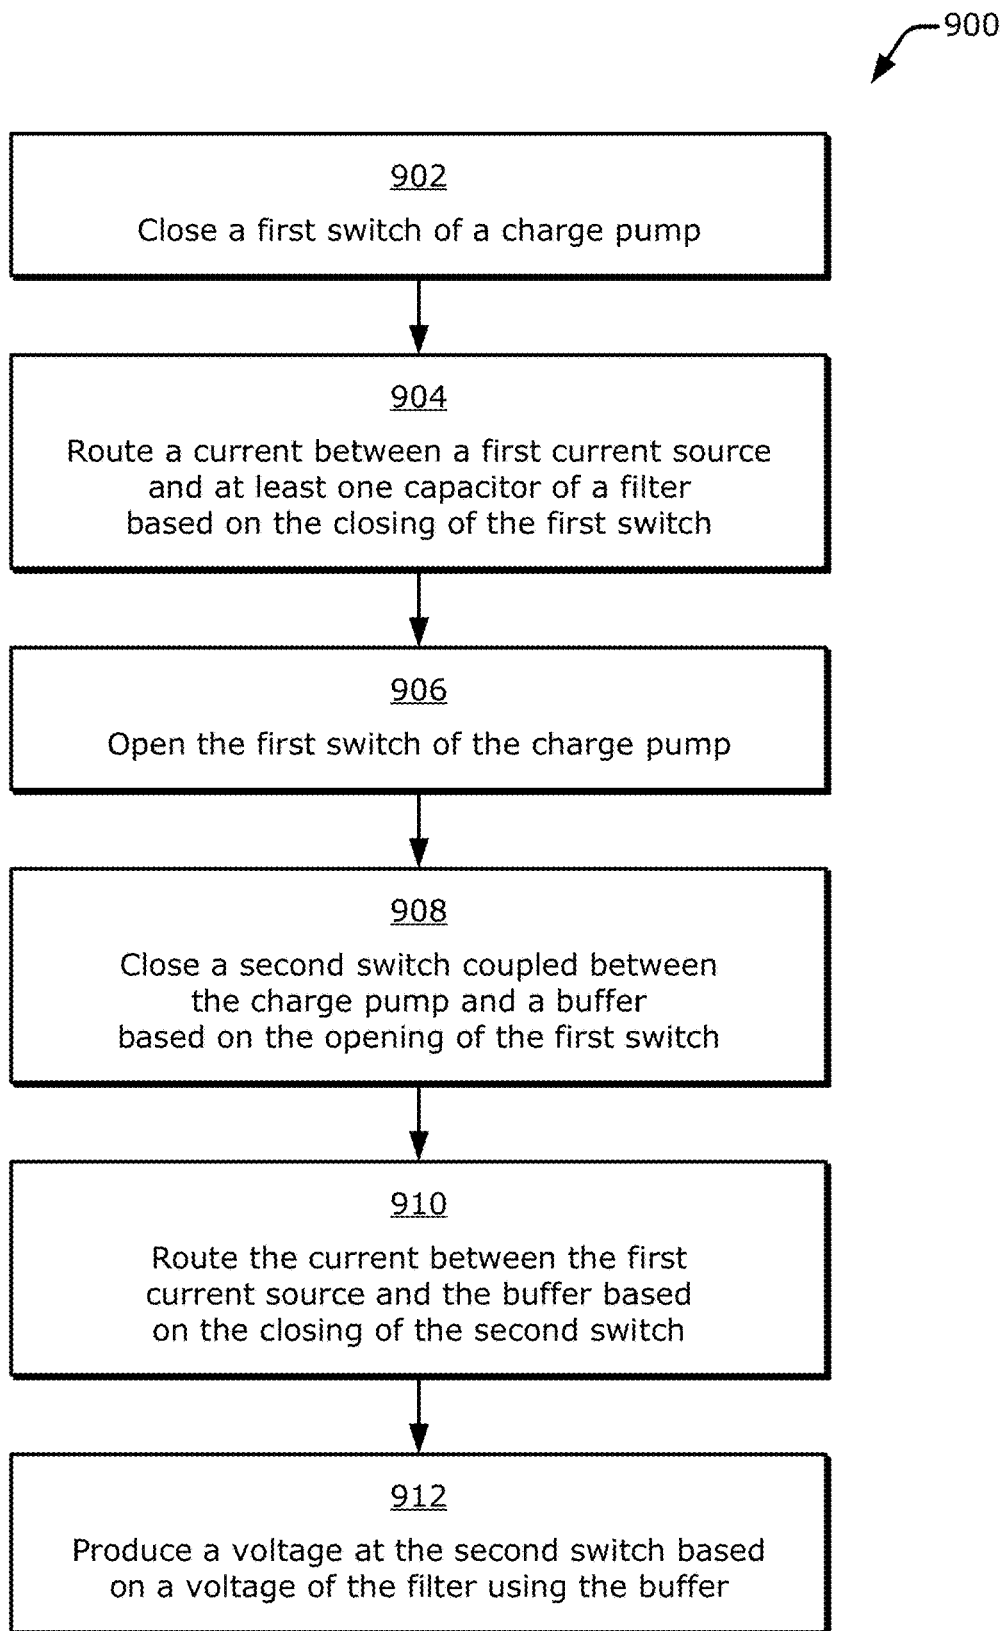 900
902
Close a first switch of a charge pump
904
Route a current between a first current source
and at least one capacitor of a filter
based on the closing of the first switch
906
Open the first switch of the charge pump
908
Close a second switch coupled between
the charge pump and a buffer
based on the opening of the first switch
910
Route the current between the first
current source and the buffer based
on the closing of the second switch
912
Produce a voltage at the second switch based
on a voltage of the filter using the buffer